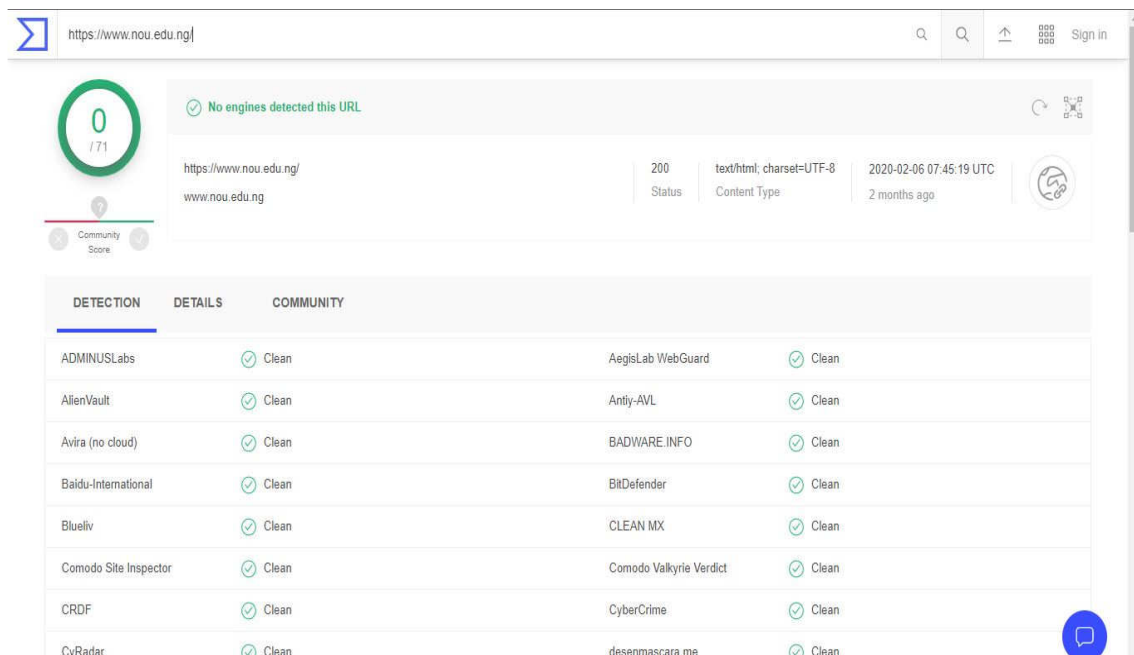 https://www.nou.edu.ng/
Sign in
0
/ 71
No engines detected this URL
https://www.nou.edu.ng/
www.nou.edu.ng
200
Status
text/html; charset=UTF-8
Content Type
2020-02-06 07:45:19 UTC
2 months ago
?
Community
Score
DETECTION DETAILS COMMUNITY
ADMINUSLabs Clean AegisLab WebGuard Clean
AlienVault Clean Antiy-AVL Clean
Avira (no cloud) Clean BADWARE.INFO Clean
Baidu-International Clean BitDefender Clean
Blueliv Clean CLEAN MX Clean
Comodo Site Inspector Clean Comodo Valkyrie Verdict Clean
CRDF Clean CyberCrime Clean
CyRadar Clean desenmascara.me Clean